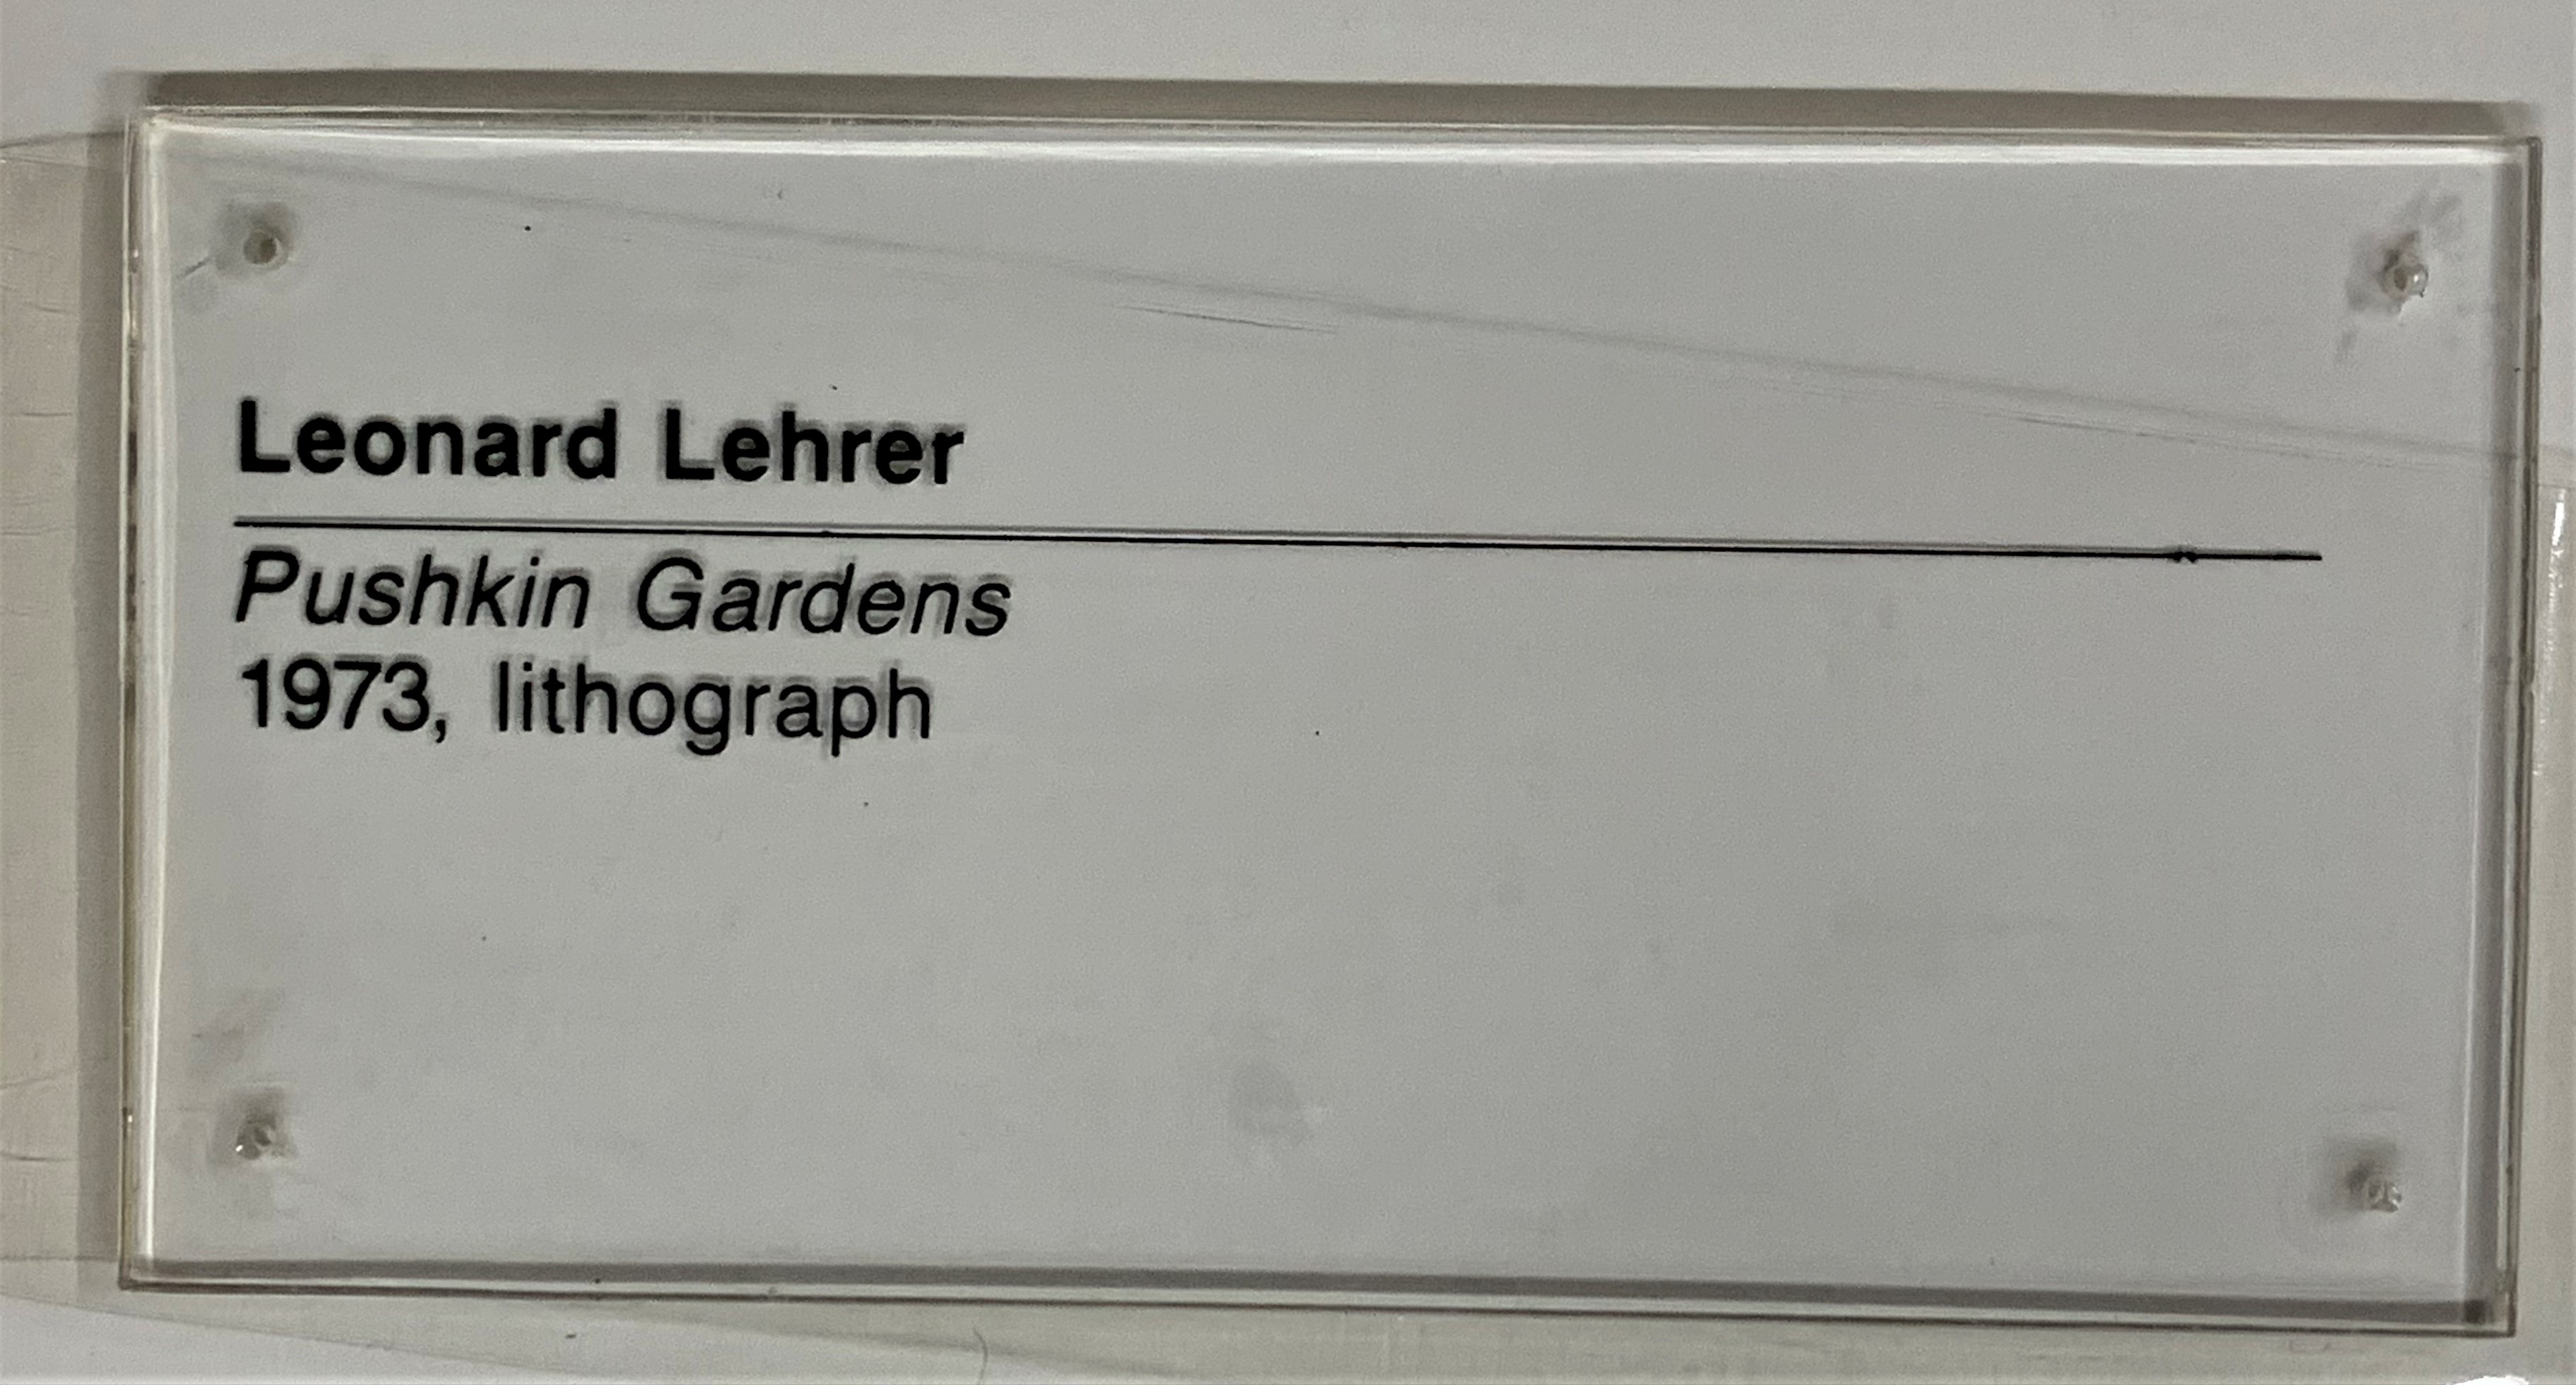 Leonard Lehrer
Pushkin Gardens
1973, lithograph